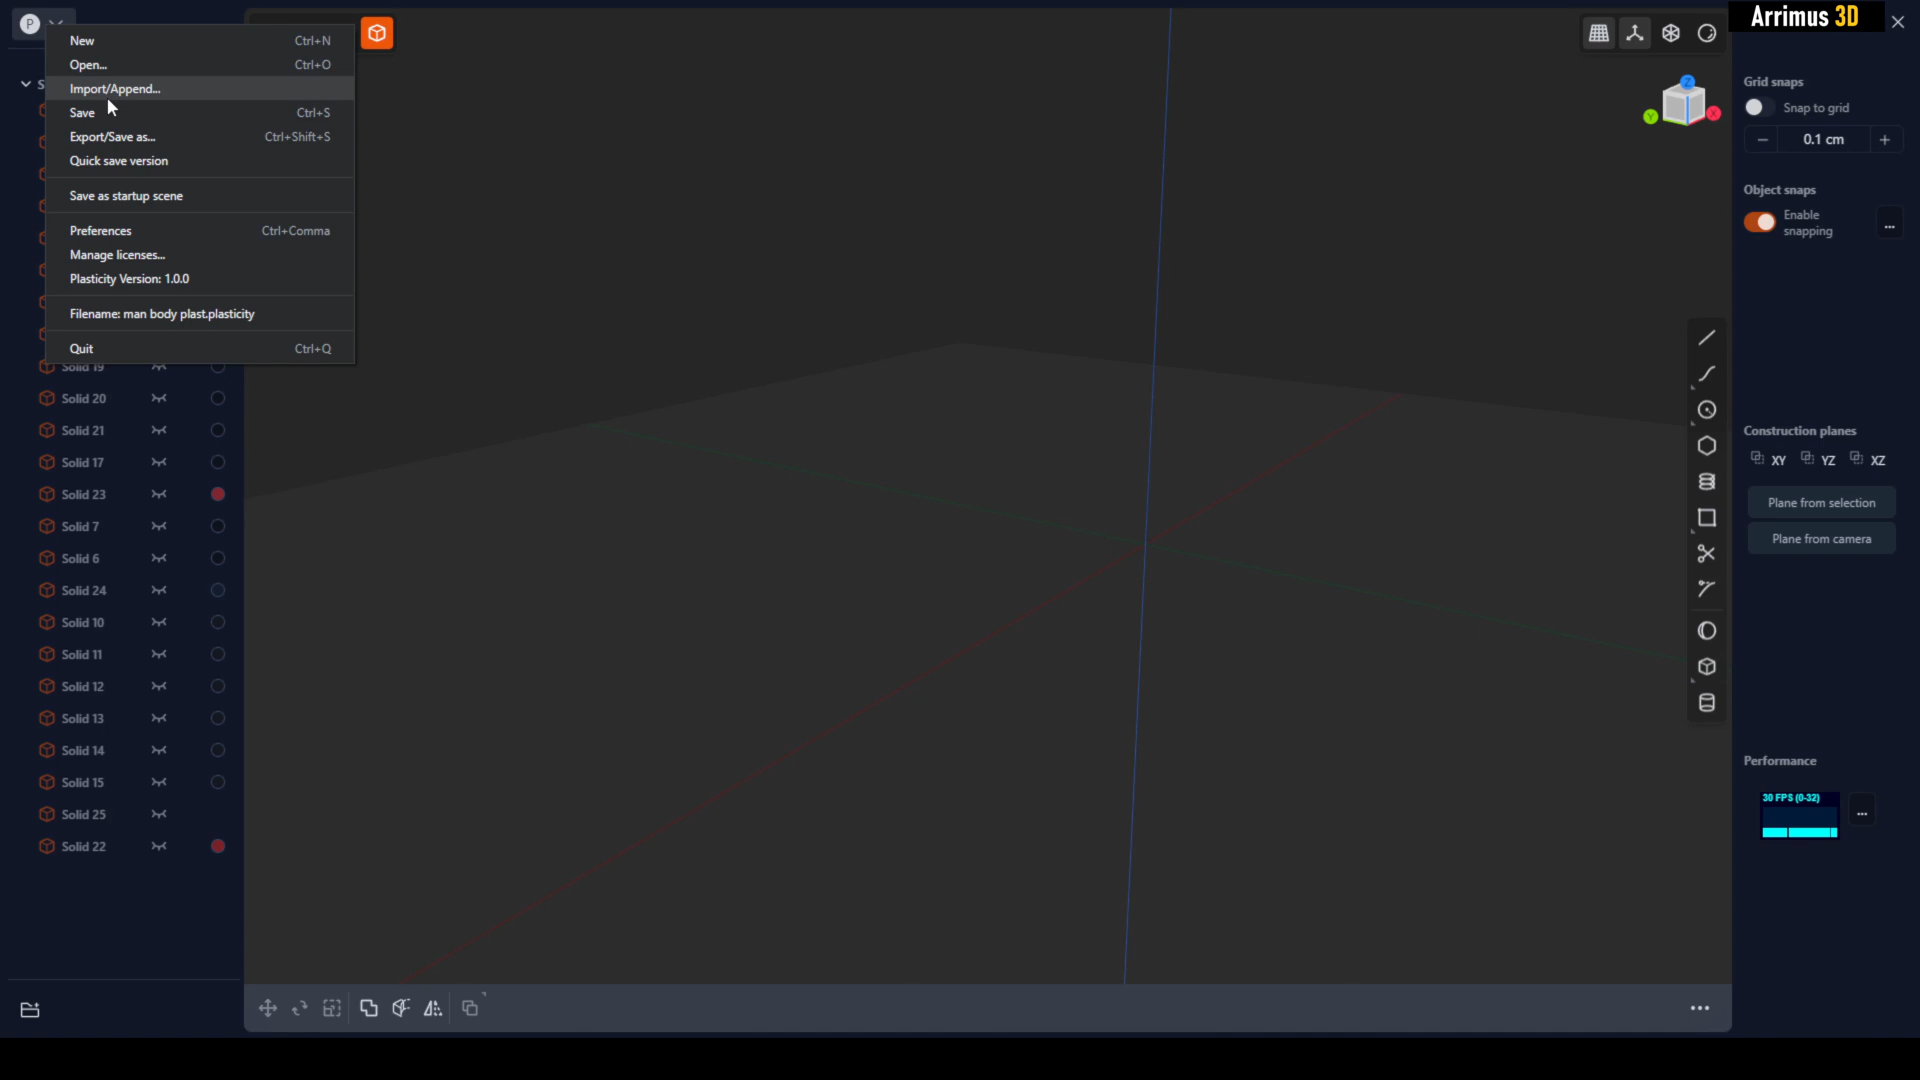 P
New Ctrl+N
Open... Ctrl+O
Import/Append...
Save Ctrl+S
Export/Save as... Ctrl+Shift+S
Quick save version
Save as startup scene
Preferences Ctrl+Comma
Manage licenses...
Plasticity Version: 1.0.0
Filename: man body plast.plasticity
Quit Ctrl+Q
S
Solid 19
Solid 20
Solid 21
Solid 17
Solid 23
Solid 7
Solid 6
Solid 24
Solid 10
Solid 11
Solid 12
Solid 13
Solid 14
Solid 15
Solid 25
Solid 22
Z
Y
X
Arrimus 3D
Grid snaps
Snap to grid
0.1 cm
Object snaps
Enable
snapping
...
Construction planes
XY YZ XZ
Plane from selection
Plane from camera
Performance
30 FPS (0-32)
...